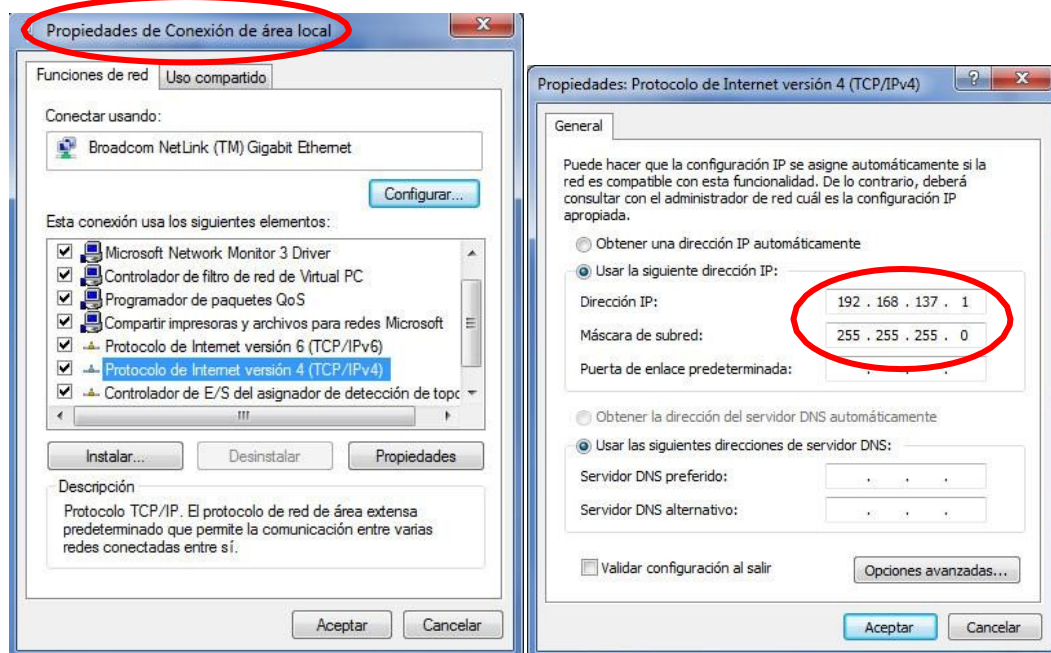 Propiedades de Conexión de área local
Funciones de red
Uso compartido
Conectar usando:
Broadcom NetLink (TM) Gigabit Ethernet
Configurar...
Esta conexión usa los siguientes elementos:
Microsoft Network Monitor 3 Driver
Controlador de filtro de red de Virtual PC
Programador de paquetes QoS
Compartir impresoras y archivos para redes Microsoft
Protocolo de Internet versión 6 (TCP/IPv6)
Protocolo de Internet versión 4 (TCP/IPv4)
Controlador de E/S del asignador de detección de topc
Instalar...
Desinstalar
Propiedades
Descripción
Protocolo TCP/IP. El protocolo de red de área extensa
predeterminado que permite la comunicación entre varias
redes conectadas entre sí.
Aceptar
Cancelar
Propiedades: Protocolo de Internet versión 4 (TCP/IPv4)
General
Puede hacer que la configuración IP se asigne automáticamente si la
red es compatible con esta funcionalidad. De lo contrario, deberá
consultar con el administrador de red cuál es la configuración IP
apropiada.
Obtener una dirección IP automáticamente
Usar la siguiente dirección IP:
Dirección IP: 192 . 168 . 137 . 1
Máscara de subred: 255 . 255 . 255 . 0
Puerta de enlace predeterminada: . . .
Obtener la dirección del servidor DNS automáticamente
Usar las siguientes direcciones de servidor DNS:
Servidor DNS preferido: . . .
Servidor DNS alternativo: . . .
Validar configuración al salir
Opciones avanzadas...
Aceptar
Cancelar